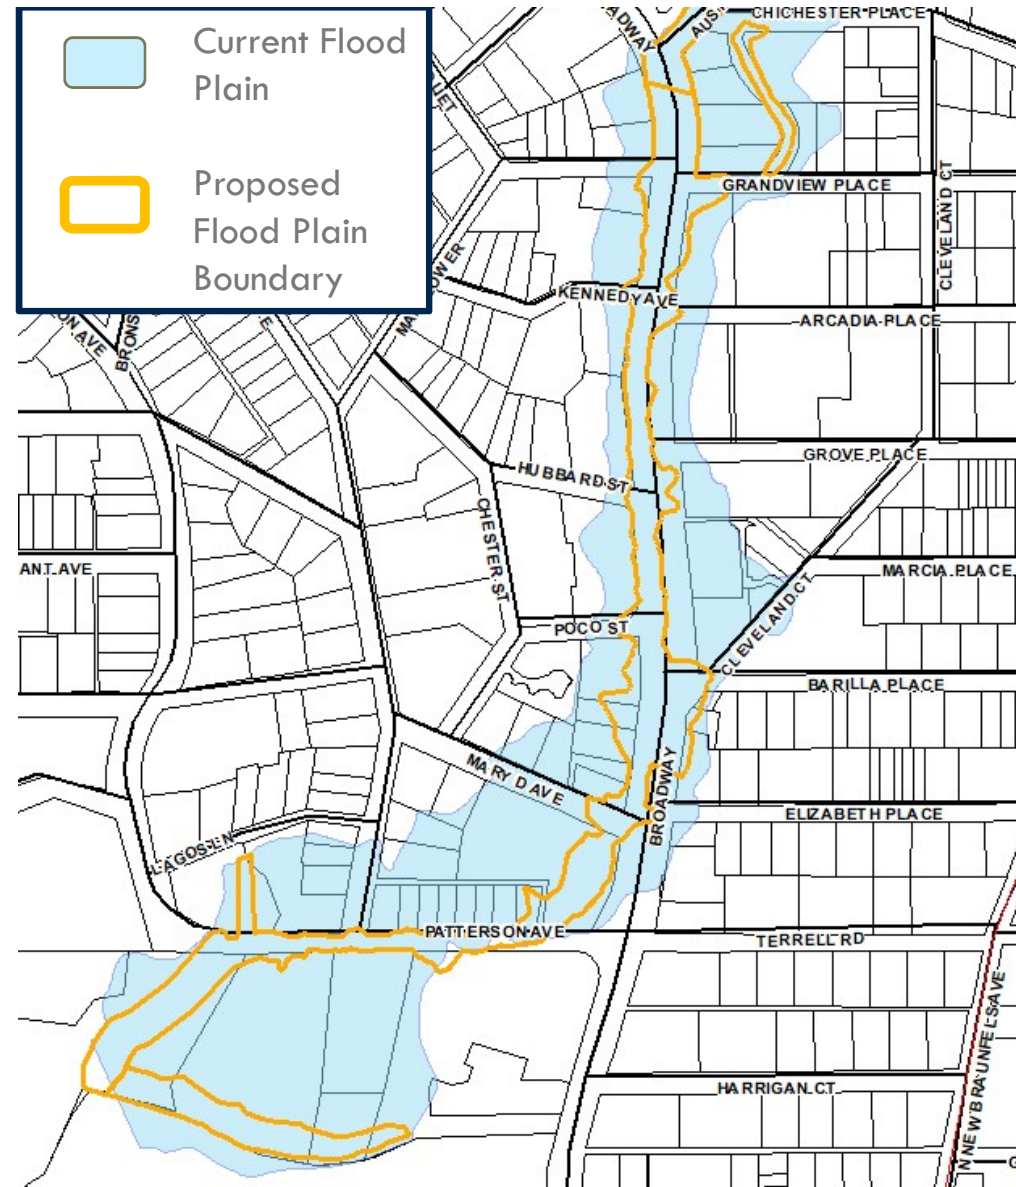 Current Flood
Plain
Proposed
Flood Plain
Boundary
CHICHESTER PLACE
GRANDVIEW PLACE
CLEVELAND CT
KENNEDY AVE
ARCADIA PLACE
GROVE PLACE
HUBBARD ST
CHESTER ST
ANT AVE
MARCIA PLACE
POCO ST
CLEVELAND CT
BARILLA PLACE
MARY D AVE
BROADWAY
ELIZABETH PLACE
LAGOS LN
PATTERSON AVE
TERRELL RD
HARRIGAN CT
N NEW BRAUNFELS AVE